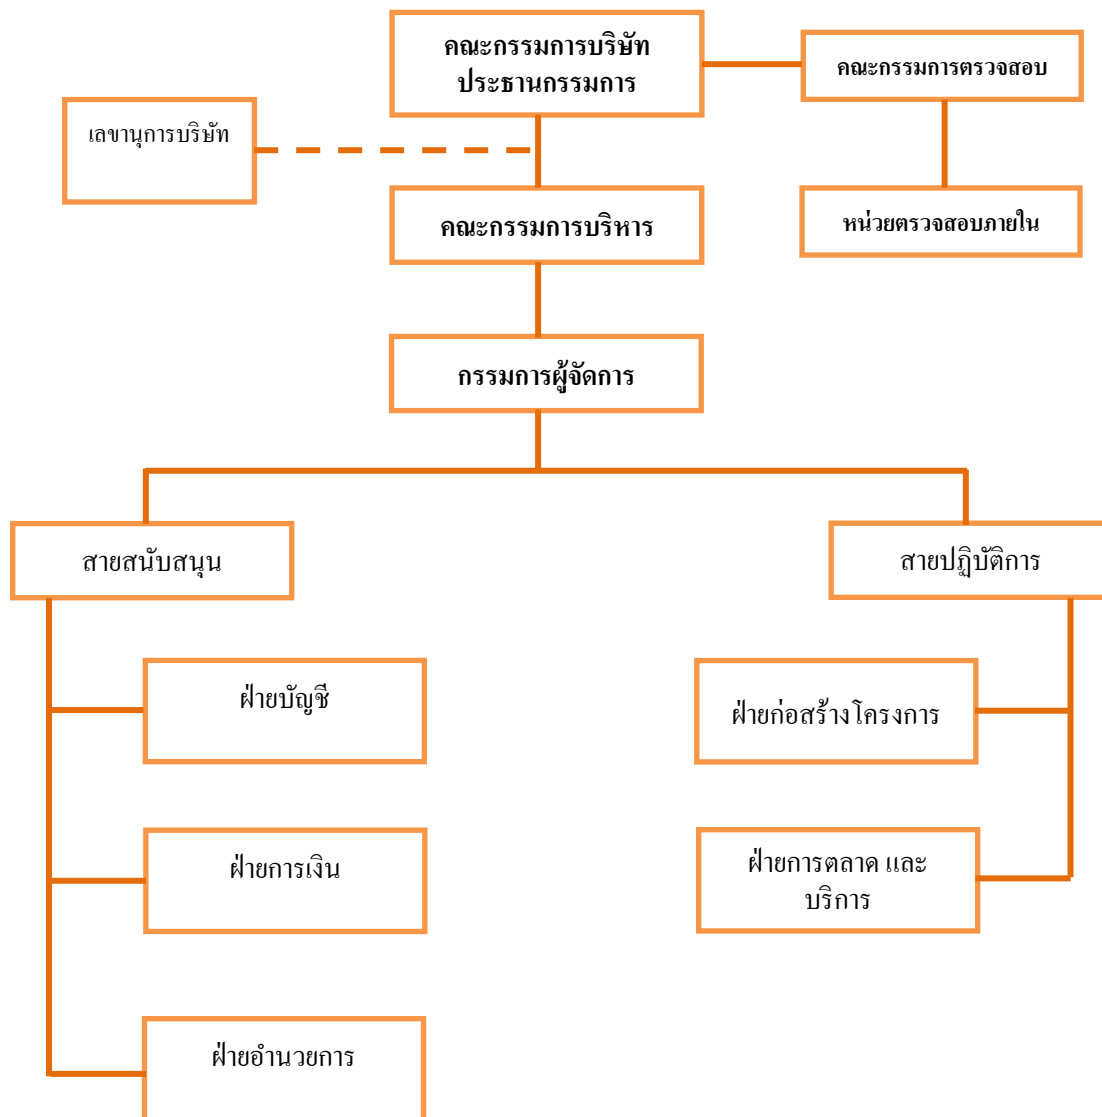 คณะกรรมการบริษัท
ประธานกรรมการ
คณะกรรมการตรวจสอบ
เลขานุการบริษัท
คณะกรรมการบริหาร
หน่วยตรวจสอบภายใน
กรรมการผู้จัดการ
สายสนับสนุน
สายปฏิบัติการ
ฝ่ายบัญชี
ฝ่ายก่อสร้างโครงการ
ฝ่ายการเงิน
ฝ่ายการตลาด และ
บริการ
ฝ่ายอำนวยการ